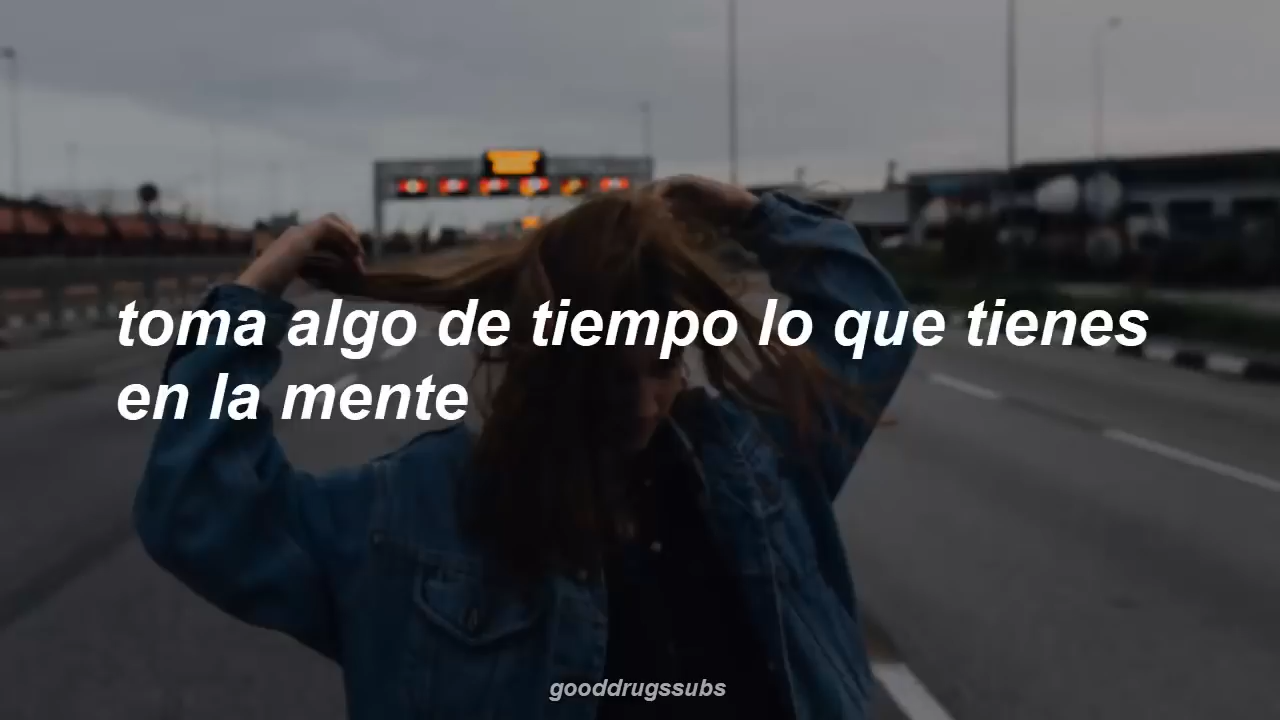 toma algo de tiempo lo que tienes
en la mente
gooddrugssubs